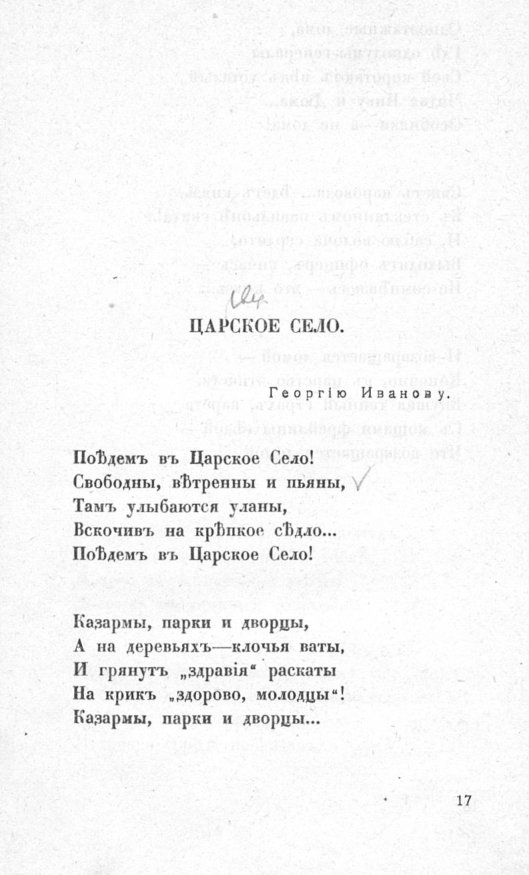 ЦАРСКОЕ СЕЛО.
Георгію Иванову.
Поѣдемъ въ Царское Село!
Свободны, вѣтренны и пьяны,
Тамъ улыбаются уланы,
Вскочивъ на крѣпкое сѣдло...
Поѣдемъ въ Царское Село!
Казармы, парки и дворцы,
А на деревьяхъ—клочья ваты,
И грянутъ „здравія“ раскаты
На крикъ „здорово, молодцы“!
Казармы, парки и дворцы...
17